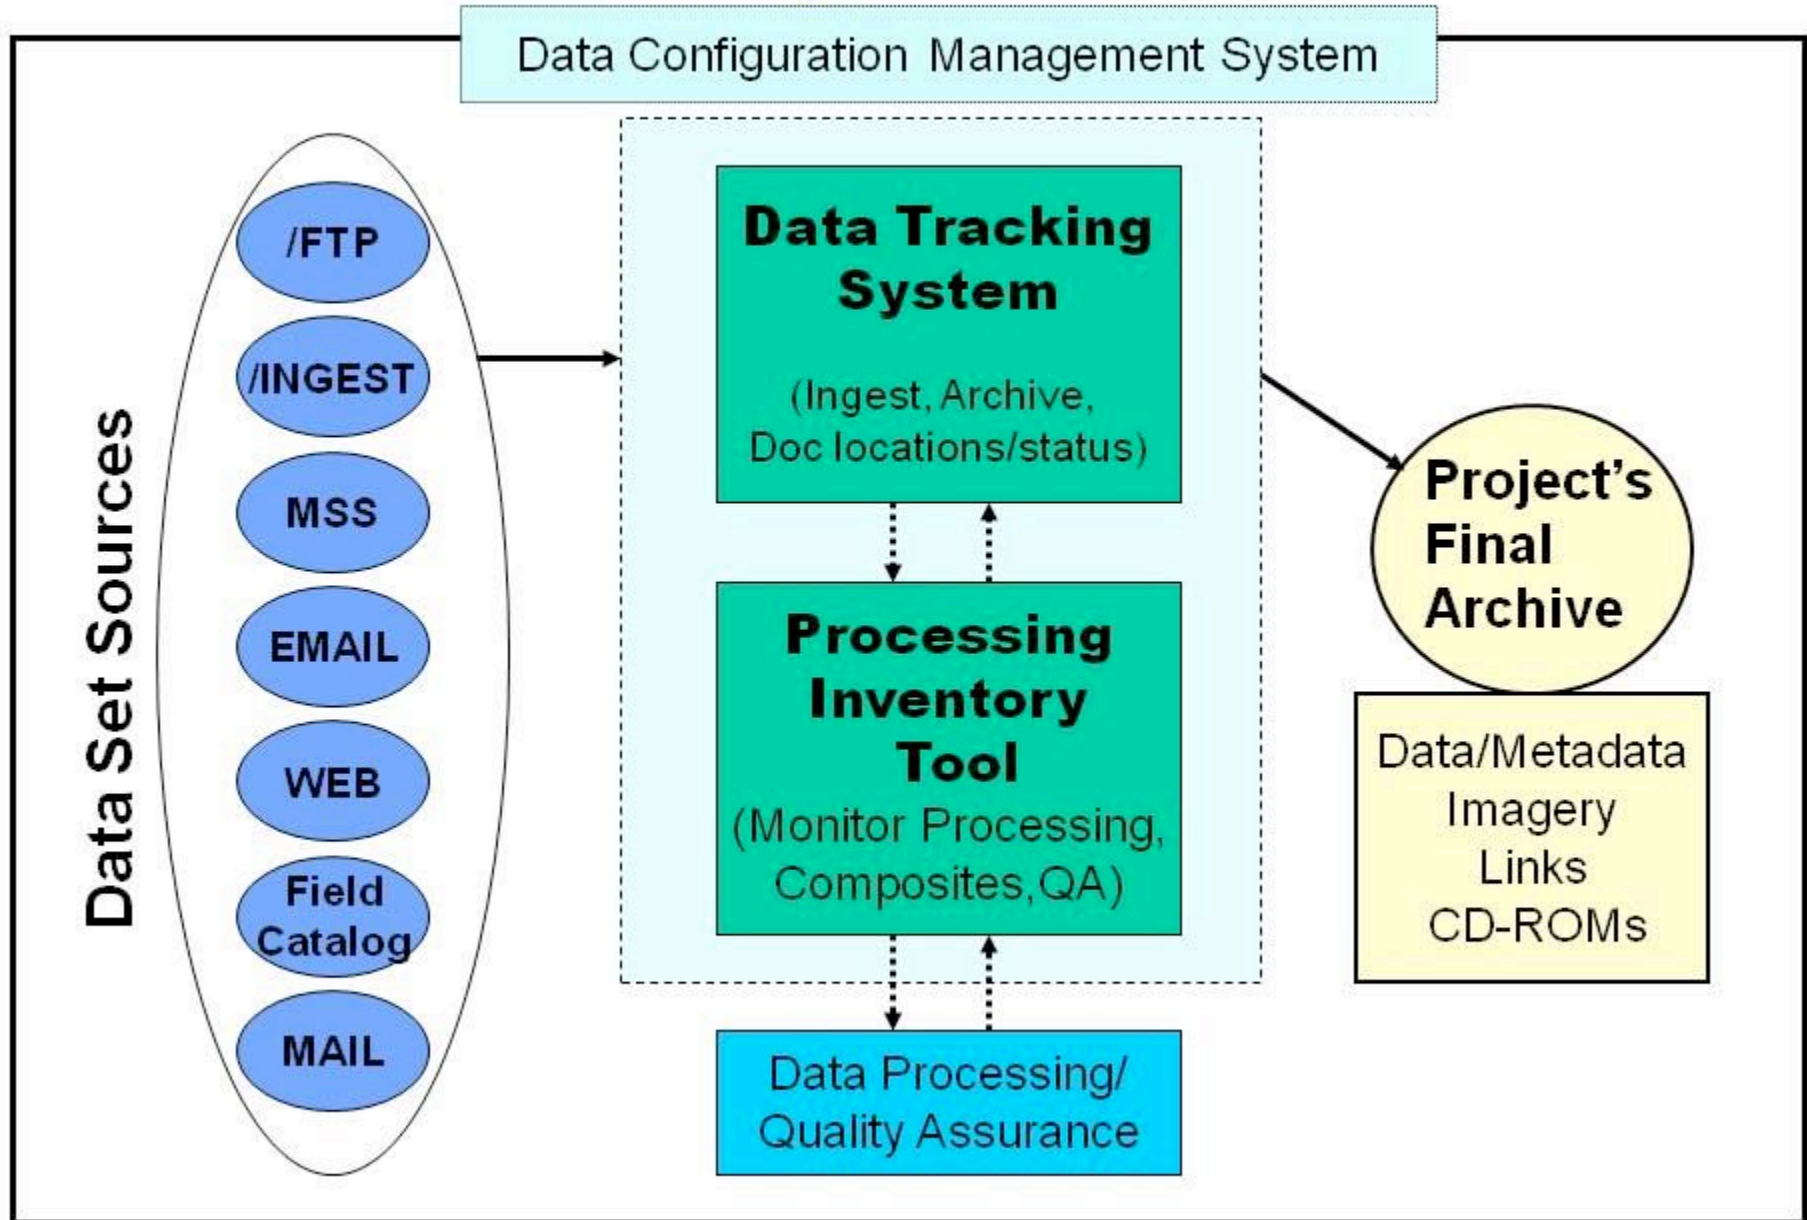 Data Configuration Management System
Data Set Sources
/FTP
/INGEST
MSS
EMAIL
WEB
Field
Catalog
MAIL
Data Tracking
System
(Ingest, Archive,
Doc locations/status)
Processing
Inventory
Tool
(Monitor Processing,
Composites,QA)
Data Processing/
Quality Assurance
Project's
Final
Archive
Data/Metadata
Imagery
Links
CD-ROMs